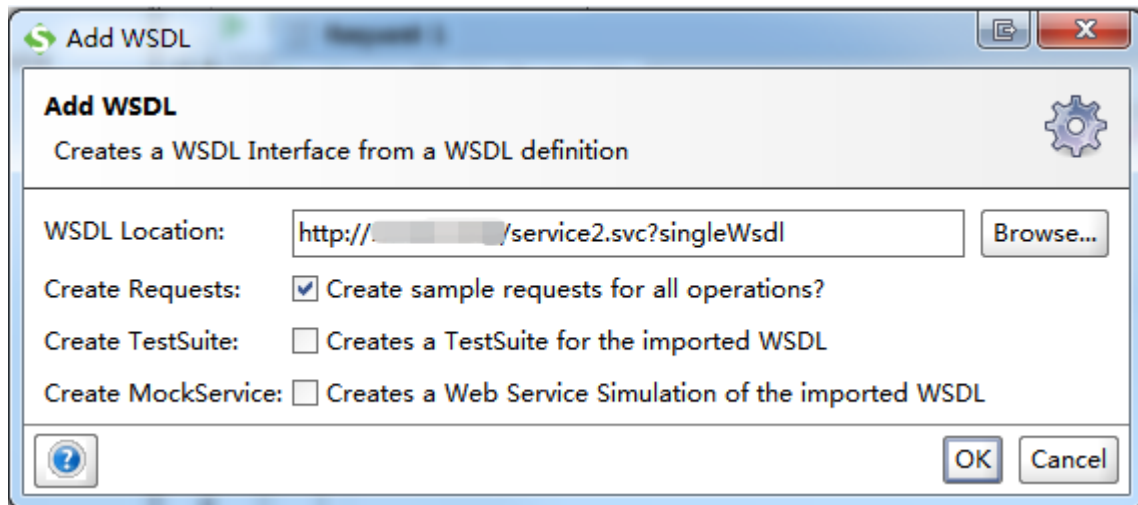 Add WSDL
Add WSDL
Creates a WSDL Interface from a WSDL definition
WSDL Location: http:// /service2.svc?singleWsdl Browse...
Create Requests: Create sample requests for all operations?
Create TestSuite: Creates a TestSuite for the imported WSDL
Create MockService: Creates a Web Service Simulation of the imported WSDL
OK Cancel